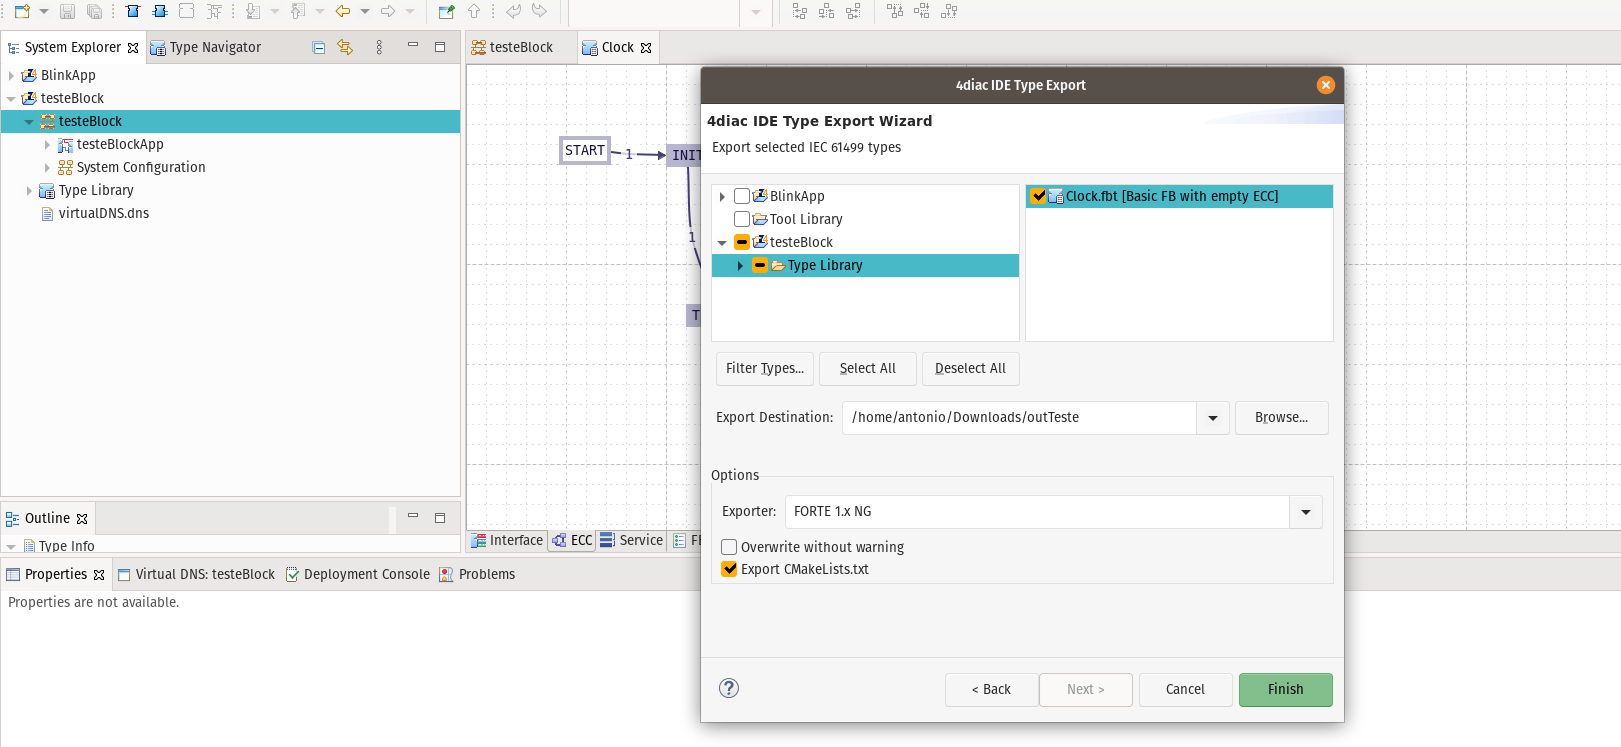 System Explorer
Type Navigator
testeBlock
Clock
BlinkApp
testeBlock
testeBlock
testeBlockApp
System Configuration
Type Library
virtualDNS.dns
START
1
INIT
1
T
4diac IDE Type Export
4diac IDE Type Export Wizard
Export selected IEC 61499 types
BlinkApp
Tool Library
testeBlock
Type Library
Clock.fbt [Basic FB with empty ECC]
Filter Types...
Select All
Deselect All
Export Destination:
/home/antonio/Downloads/outTeste
Browse...
Options
Exporter:
FORTE 1.x NG
Overwrite without warning
Export CMakeLists.txt
?
< Back
Next >
Cancel
Finish
Outline
Type Info
Interface
ECC
Service
Properties
Virtual DNS: testeBlock
Deployment Console
Problems
Properties are not available.